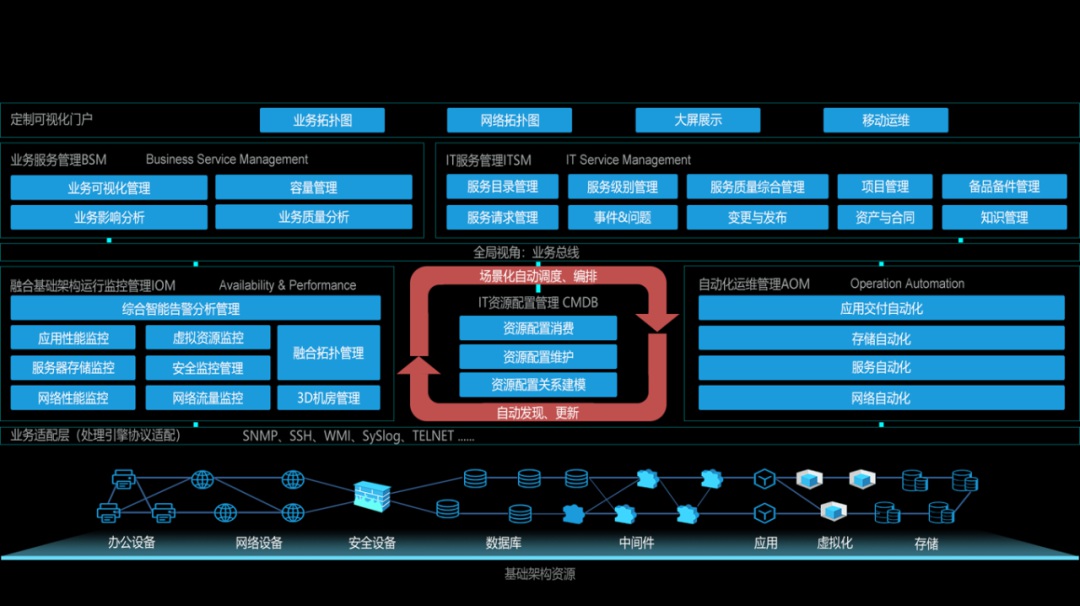 定制可视化门户
业务拓扑图
网络拓扑图
大屏展示
移动运维
业务服务管理BSM Business Service Management
业务可视化管理
容量管理
业务影响分析
业务质量分析
IT服务管理ITSM IT Service Management
服务目录管理
服务级别管理
服务质量综合管理
项目管理
备品备件管理
服务请求管理
事件&问题
变更与发布
资产与合同
知识管理
全局视角：业务总线
融合基础架构运行监控管理IOM Availability & Performance
综合智能告警分析管理
应用性能监控
虚拟资源监控
融合拓扑管理
服务器存储监控
安全监控管理
网络性能监控
网络流量监控
3D机房管理
场景化自动调度、编排
IT资源配置管理 CMDB
资源配置消费
资源配置维护
资源配置关系建模
自动发现、更新
自动化运维管理AOM Operation Automation
应用交付自动化
存储自动化
服务自动化
网络自动化
业务适配层（处理引擎协议适配） SNMP、SSH、WMI、SySlog、TELNET ......
办公设备
网络设备
安全设备
数据库
中间件
应用
虚拟化
存储
基础架构资源